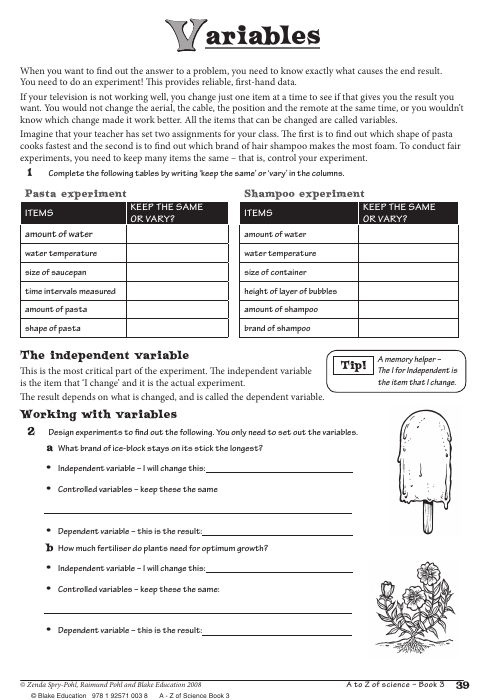 Variables
When you want to find out the answer to a problem, you need to know exactly what causes the end result.
You need to do an experiment! This provides reliable, first-hand data.
If your television is not working well, you change just one item at a time to see if that gives you the result you
want. You would not change the aerial, the cable, the position and the remote at the same time, or you wouldn't
know which change made it work better. All the items that can be changed are called variables.
Imagine that your teacher has set two assignments for your class. The first is to find out which shape of pasta
cooks fastest and the second is to find out which brand of hair shampoo makes the most foam. To conduct fair
experiments, you need to keep many items the same – that is, control your experiment.
1 Complete the following tables by writing 'keep the same' or 'vary' in the columns.
Pasta experiment
ITEMS KEEP THE SAME
OR VARY?
amount of water
water temperature
size of saucepan
time intervals measured
amount of pasta
shape of pasta
Shampoo experiment
ITEMS KEEP THE SAME
OR VARY?
amount of water
water temperature
size of container
height of layer of bubbles
amount of shampoo
brand of shampoo
The independent variable
This is the most critical part of the experiment. The independent variable
is the item that 'I change' and it is the actual experiment.
The result depends on what is changed, and is called the dependent variable.
Tip!
A memory helper –
The I for Independent is
the item that I change.
Working with variables
2 Design experiments to find out the following. You only need to set out the variables.
a What brand of ice-block stays on its stick the longest?
• Independent variable – I will change this:
• Controlled variables – keep these the same
• Dependent variable – this is the result:
b How much fertiliser do plants need for optimum growth?
• Independent variable – I will change this:
• Controlled variables – keep these the same:
• Dependent variable – this is the result:
© Zenda Spry-Pohl, Raimund Pohl and Blake Education 2008
A to Z of science – Book 3 39
© Blake Education 978 1 92571 003 8 A - Z of Science Book 3